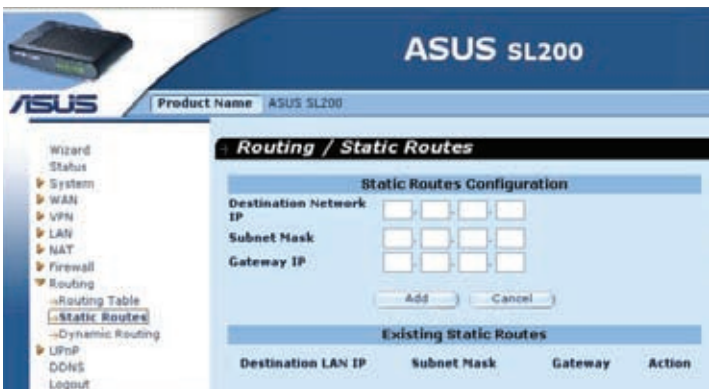 ASUS SL200
ASUS
Product Name ASUS SL200
Wizard
Status
System
WAN
VPN
LAN
NAT
Firewall
Routing
Routing Table
Static Routes
Dynamic Routing
UPnP
DDNS
Logout
Routing / Static Routes
Static Routes Configuration
Destination Network
IP
Subnet Mask
Gateway IP
Add Cancel
Existing Static Routes
Destination LAN IP Subnet Mask Gateway Action